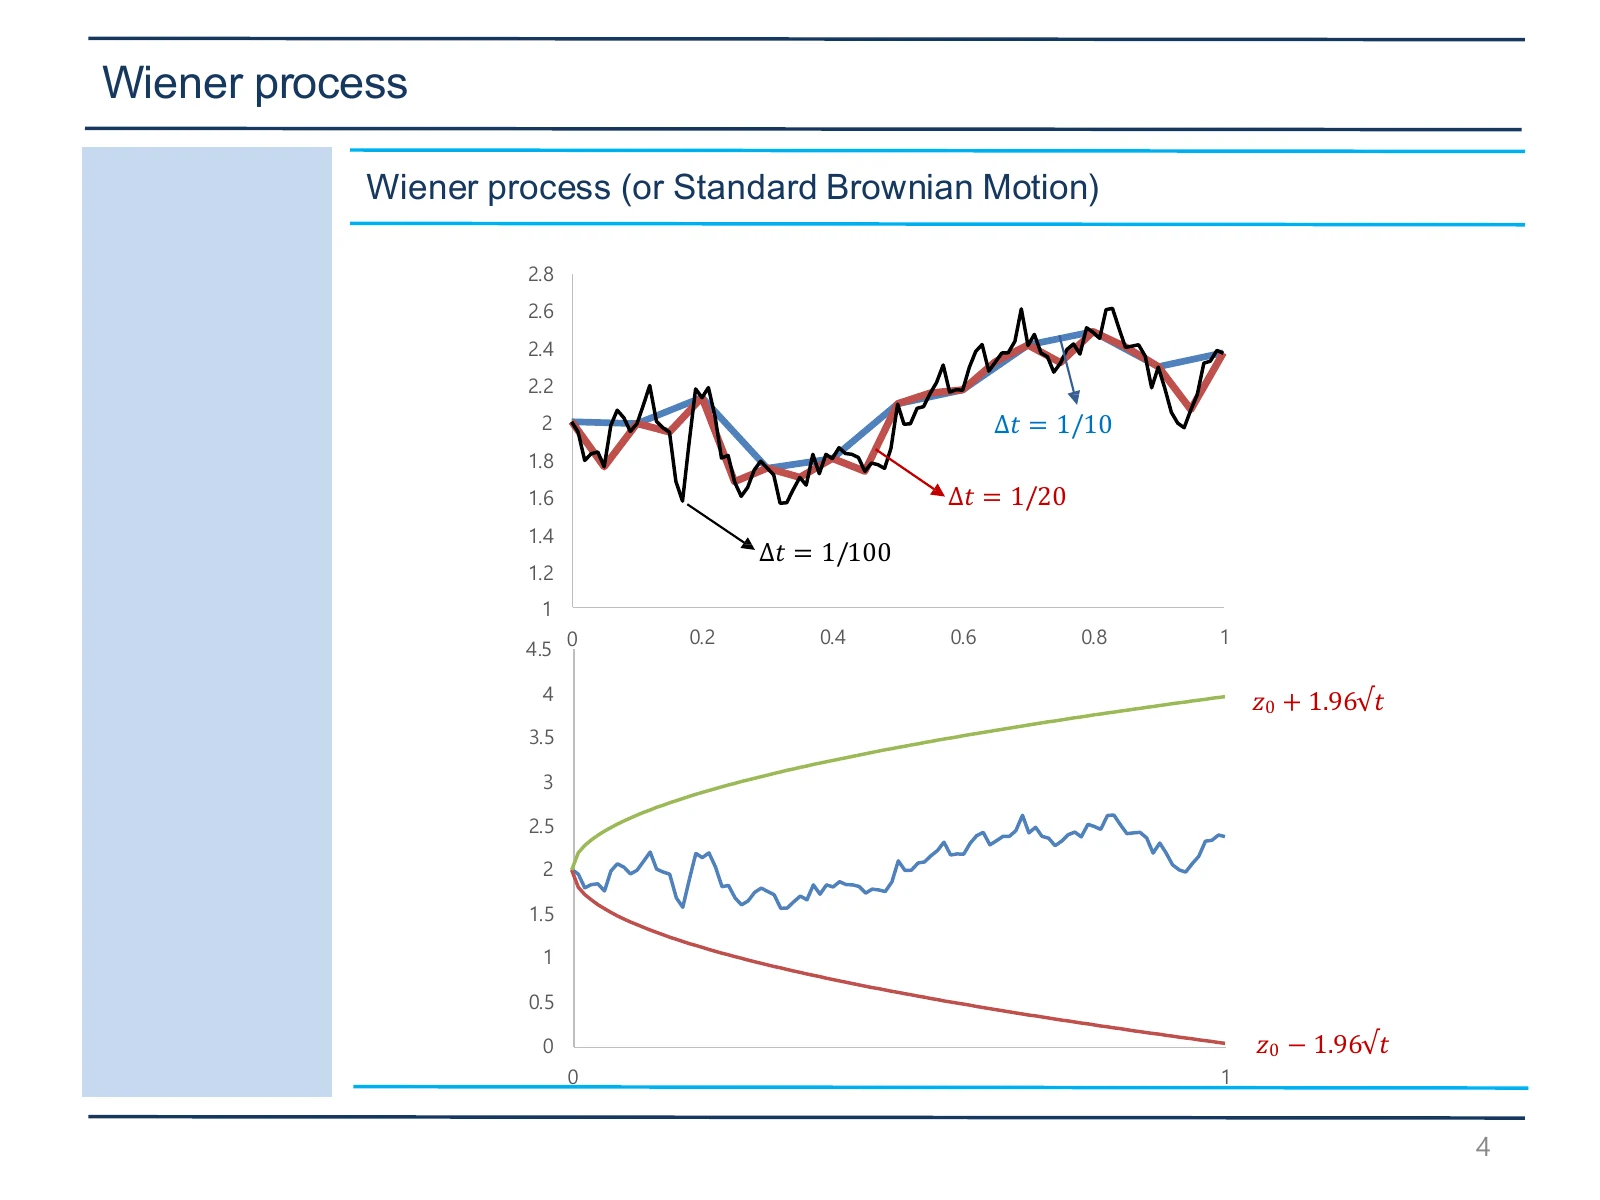 Wiener process
Wiener process (or Standard Brownian Motion)
2.8
2.6
2.4
2.2
2
1.8
1.6
1.4
1.2
1
0 0.2 0.4 0.6 0.8 1
Δt = 1/10
Δt = 1/20
Δt = 1/100
4.5
4
3.5
3
2.5
2
1.5
1
0.5
0
0 1
z₀ + 1.96√t
z₀ − 1.96√t
4